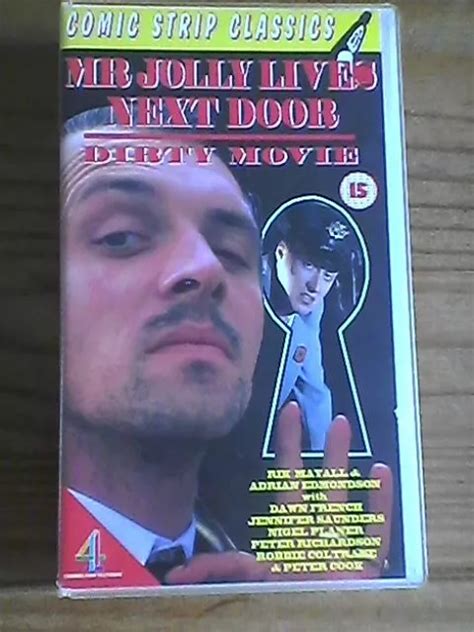 COMIC STRIP CLASSICS
MR JOLLY LIVES
NEXT DOOR
DIRTY MOVIE
15
RIK MAYALL &
ADRIAN EDMONDSON
with
DAWN FRENCH
JENNIFER SAUNDERS
NIGEL PLANER
PETER RICHARDSON
ROBBIE COLTRANE
& PETER COOK
4